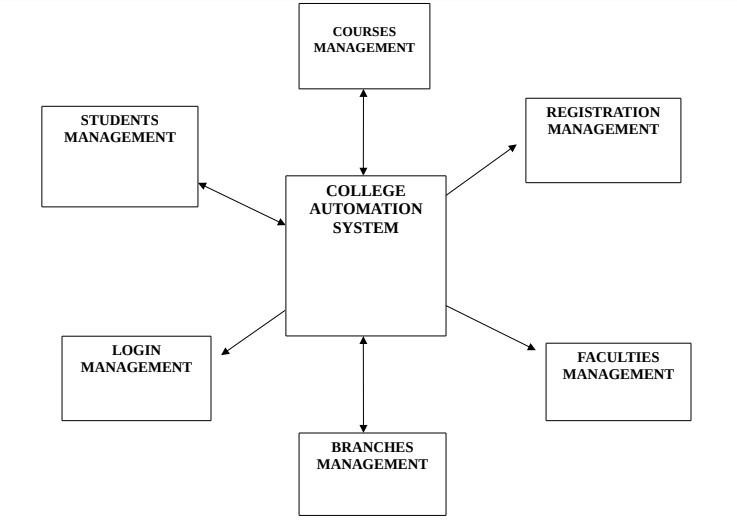 COURSES
MANAGEMENT
STUDENTS
MANAGEMENT
REGISTRATION
MANAGEMENT
COLLEGE
AUTOMATION
SYSTEM
LOGIN
MANAGEMENT
FACULTIES
MANAGEMENT
BRANCHES
MANAGEMENT